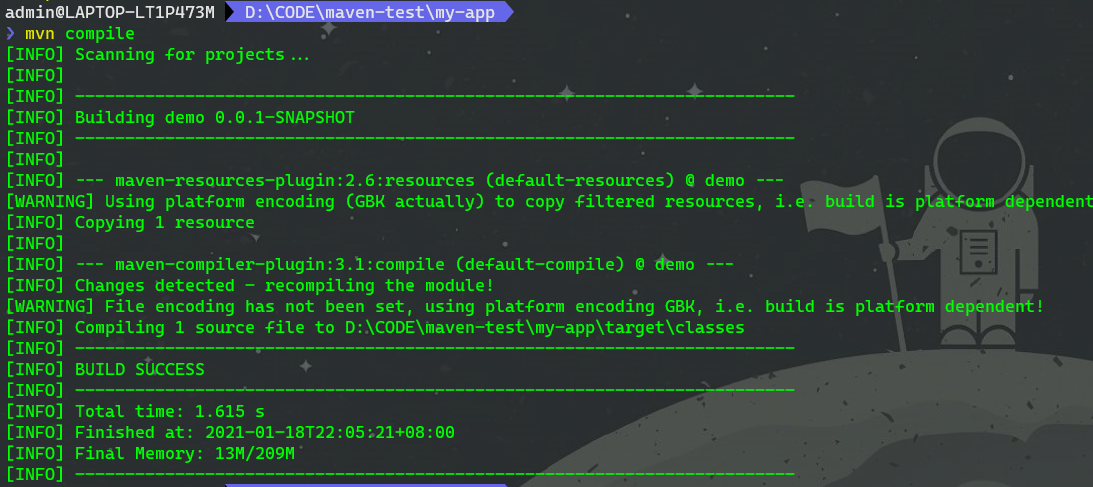 admin@LAPTOP-LT1P473M D:\CODE\maven-test\my-app
❯ mvn compile
[INFO] Scanning for projects...
[INFO]
[INFO] ------------------------------------------------------------------------
[INFO] Building demo 0.0.1-SNAPSHOT
[INFO] ------------------------------------------------------------------------
[INFO]
[INFO] --- maven-resources-plugin:2.6:resources (default-resources) @ demo ---
[WARNING] Using platform encoding (GBK actually) to copy filtered resources, i.e. build is platform dependent
[INFO] Copying 1 resource
[INFO]
[INFO] --- maven-compiler-plugin:3.1:compile (default-compile) @ demo ---
[INFO] Changes detected - recompiling the module!
[WARNING] File encoding has not been set, using platform encoding GBK, i.e. build is platform dependent!
[INFO] Compiling 1 source file to D:\CODE\maven-test\my-app\target\classes
[INFO] ------------------------------------------------------------------------
[INFO] BUILD SUCCESS
[INFO] ------------------------------------------------------------------------
[INFO] Total time: 1.615 s
[INFO] Finished at: 2021-01-18T22:05:21+08:00
[INFO] Final Memory: 13M/209M
[INFO] ------------------------------------------------------------------------